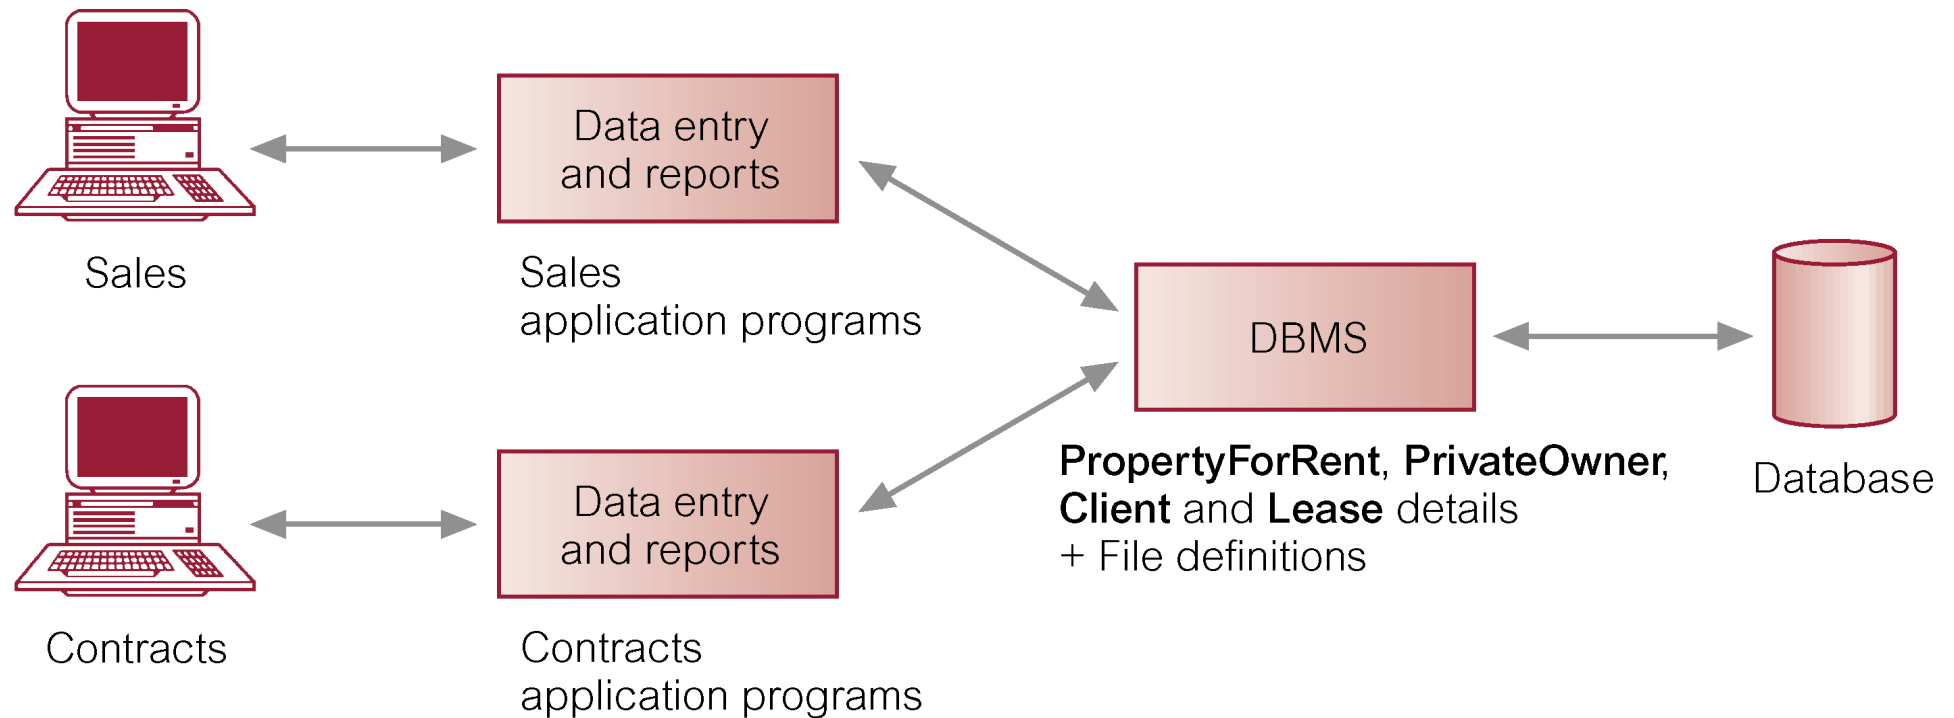 Data entry
and reports
Sales
Sales
application programs
DBMS
PropertyForRent, PrivateOwner,
Client and Lease details
+ File definitions
Database
Data entry
and reports
Contracts
Contracts
application programs